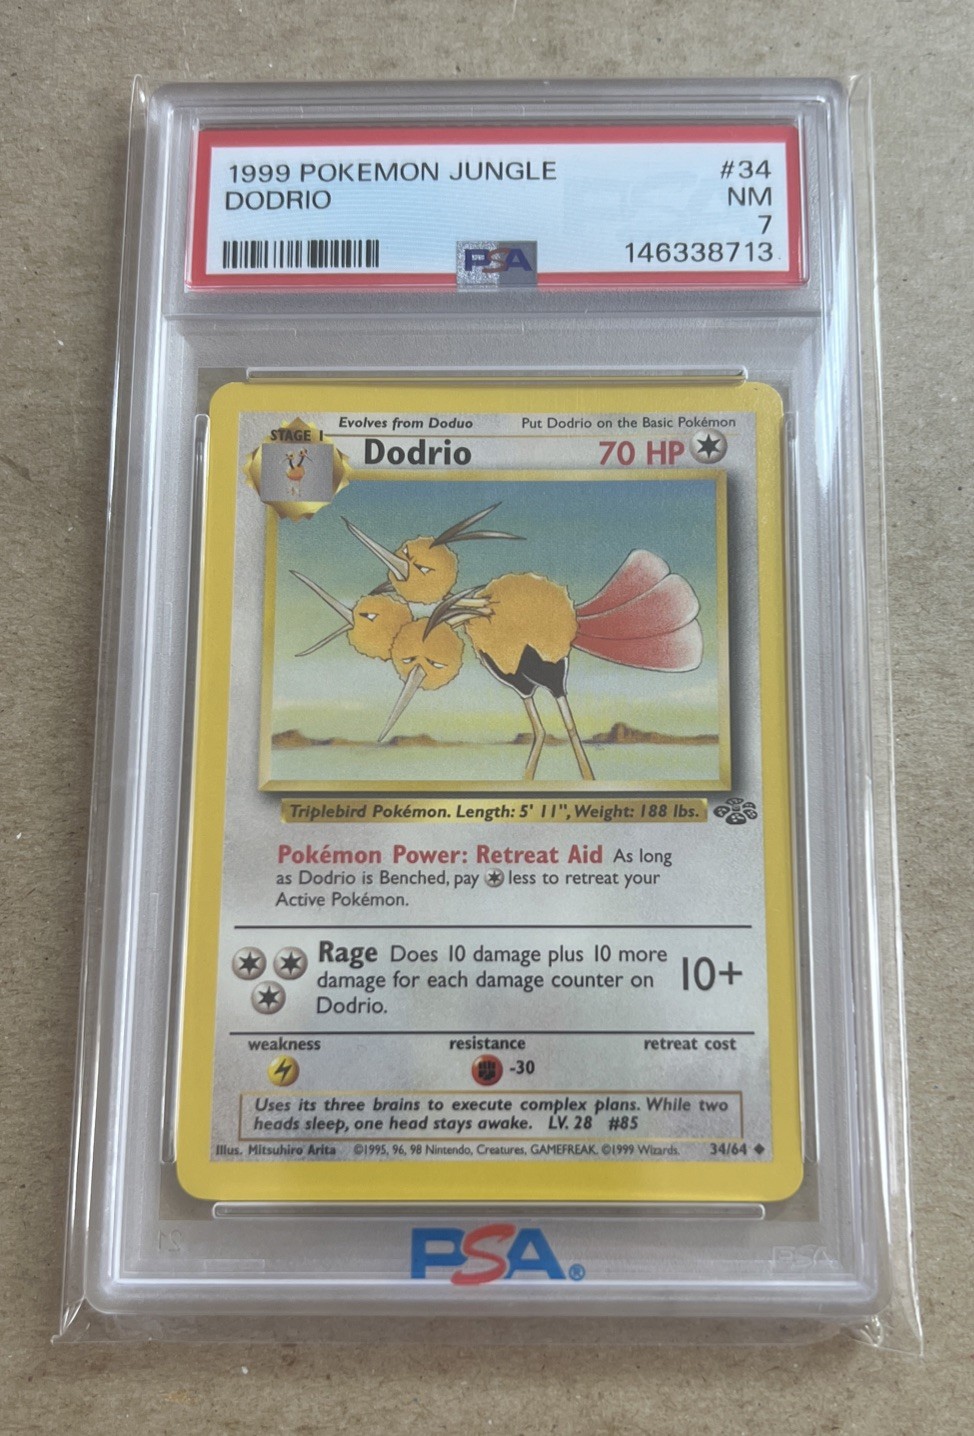 1999 POKEMON JUNGLE #34
DODRIO NM
7
146338713
PSA
STAGE 1 Evolves from Doduo Put Dodrio on the Basic Pokémon
Dodrio 70 HP
Triplebird Pokémon. Length: 5' 11", Weight: 188 lbs.
Pokémon Power: Retreat Aid As long
as Dodrio is Benched, pay less to retreat your
Active Pokémon.
Rage Does 10 damage plus 10 more
damage for each damage counter on
Dodrio.
10+
weakness resistance retreat cost
-30
Uses its three brains to execute complex plans. While two
heads sleep, one head stays awake. LV. 28 #85
Illus. Mitsuhiro Arita ©1995, 96, 98 Nintendo, Creatures, GAMEFREAK. ©1999 Wizards. 34/64
PSA®
PSA